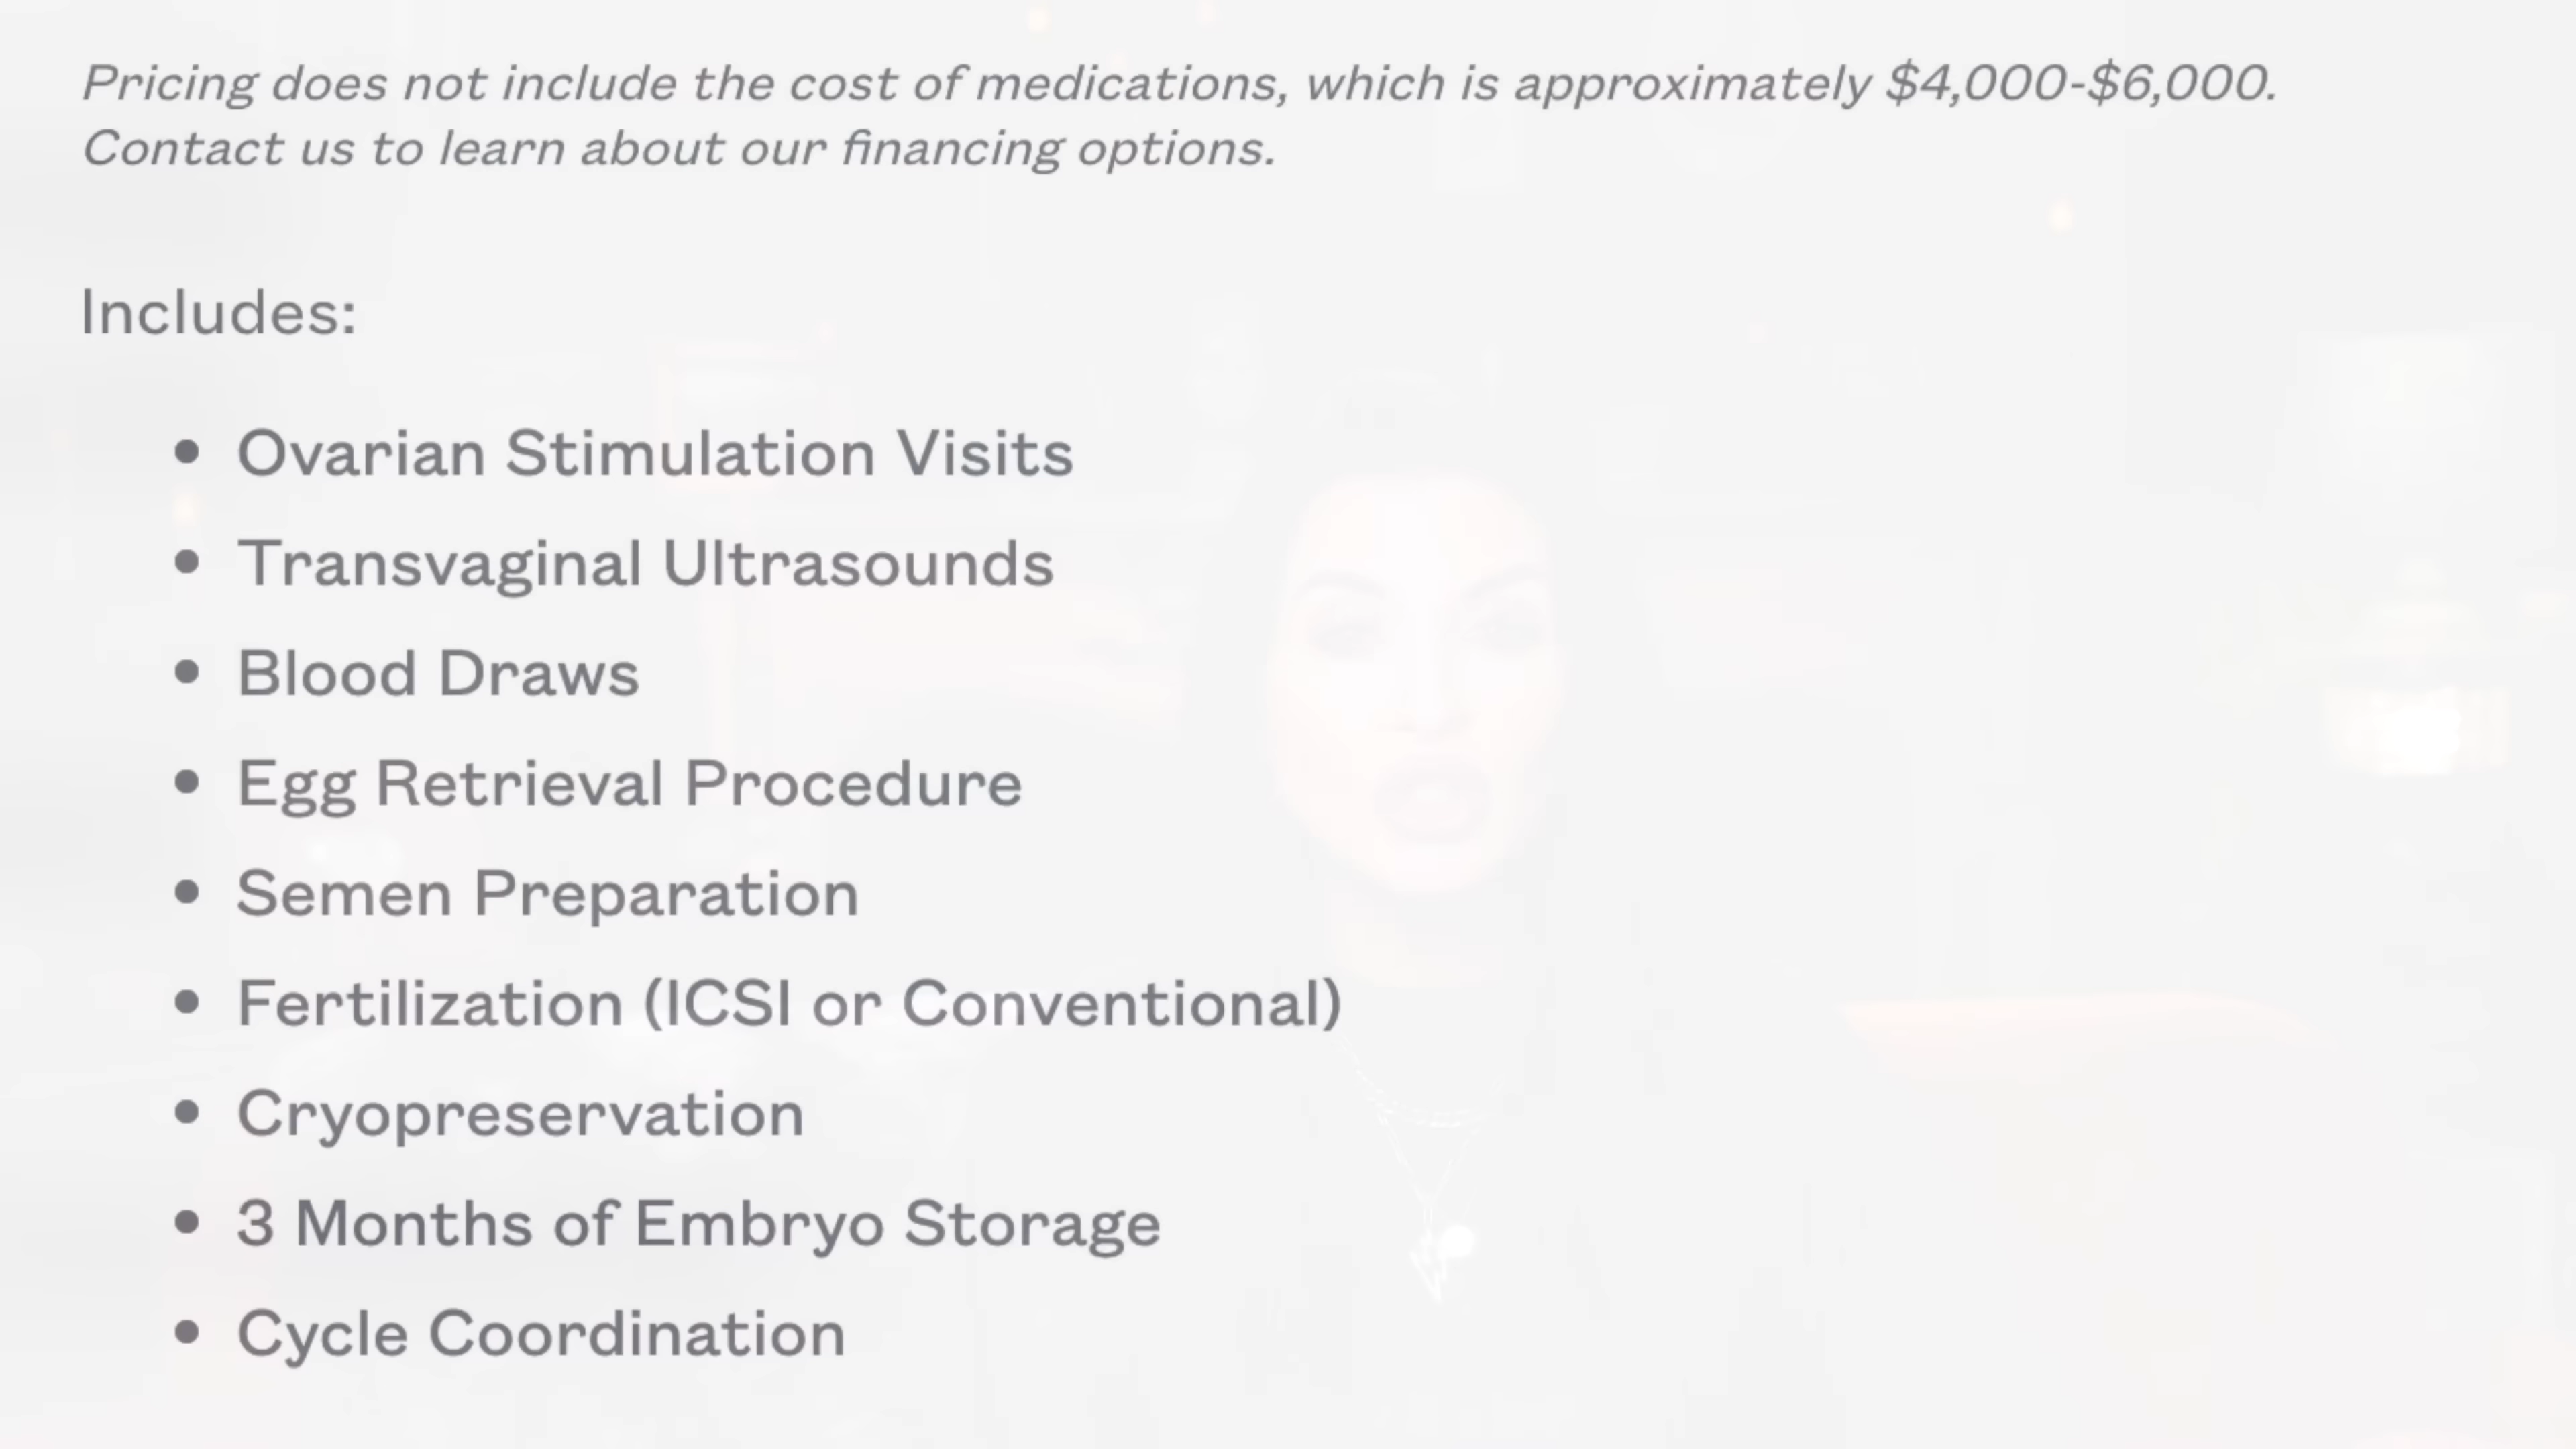 Pricing does not include the cost of medications, which is approximately $4,000-$6,000.
Contact us to learn about our financing options.
Includes:
• Ovarian Stimulation Visits
• Transvaginal Ultrasounds
• Blood Draws
• Egg Retrieval Procedure
• Semen Preparation
• Fertilization (ICSI or Conventional)
• Cryopreservation
• 3 Months of Embryo Storage
• Cycle Coordination